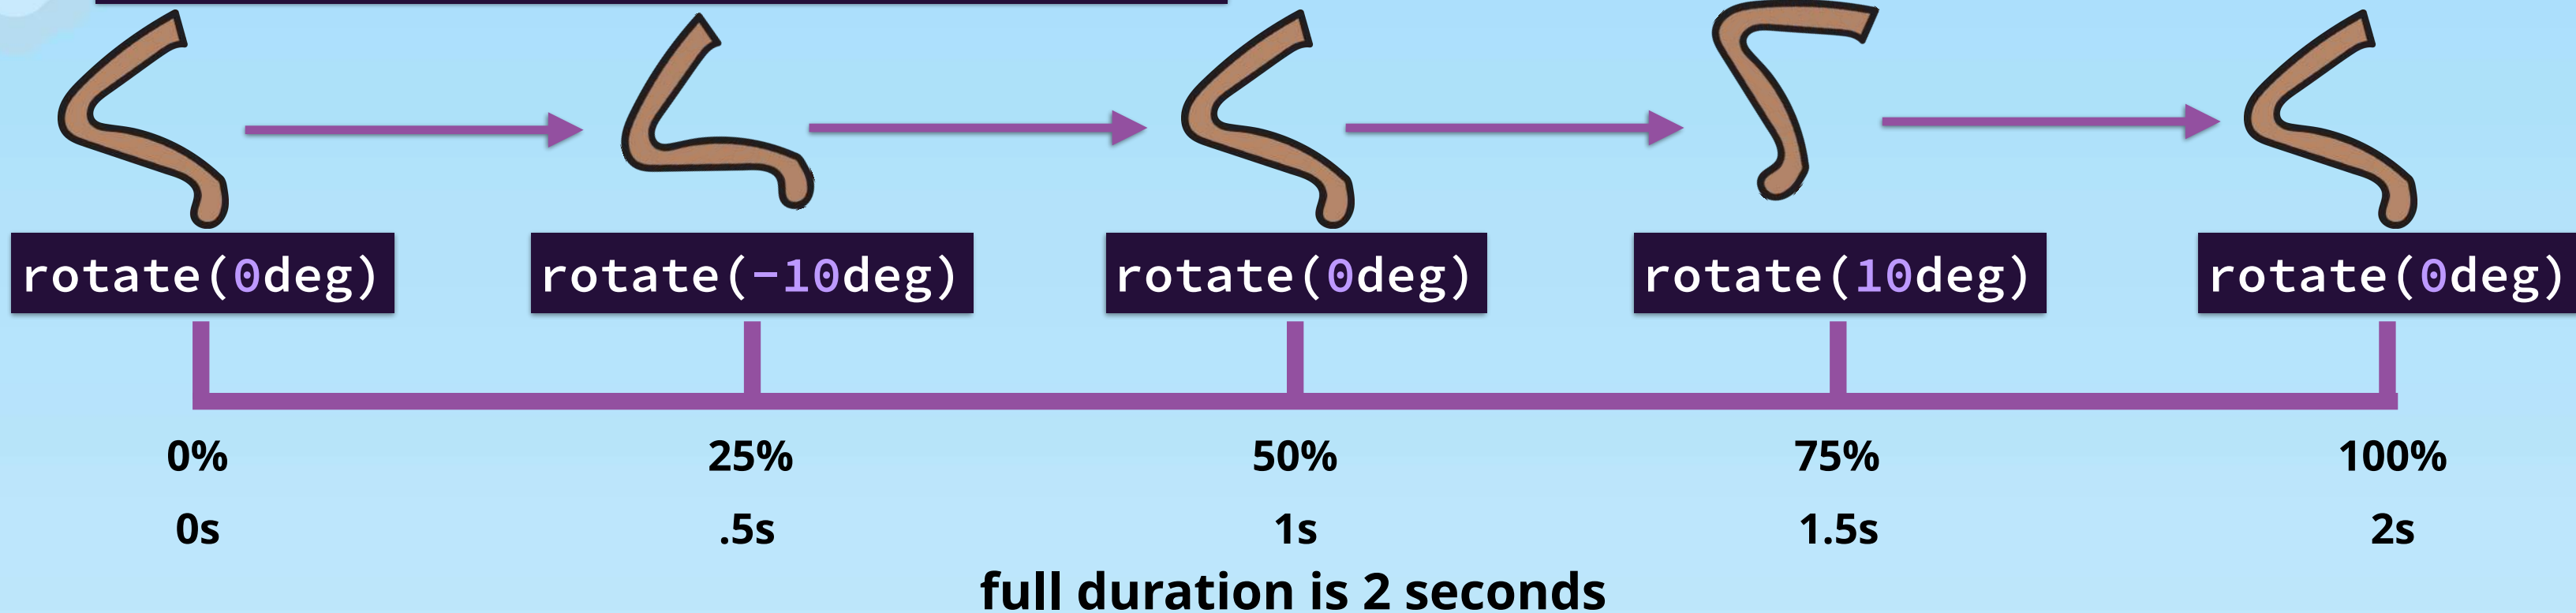 rotate(0deg) rotate(-10deg) rotate(0deg) rotate(10deg) rotate(0deg)
0% 25% 50% 75% 100%
0s .5s 1s 1.5s 2s
full duration is 2 seconds